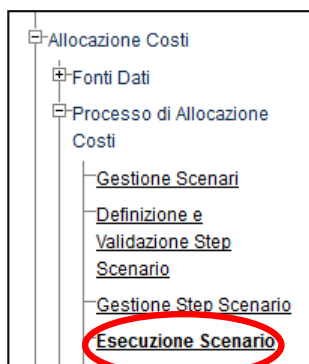 Allocazione Costi
Fonti Dati
Processo di Allocazione
Costi
Gestione Scenari
Definizione e
Validazione Step
Scenario
Gestione Step Scenario
Esecuzione Scenario